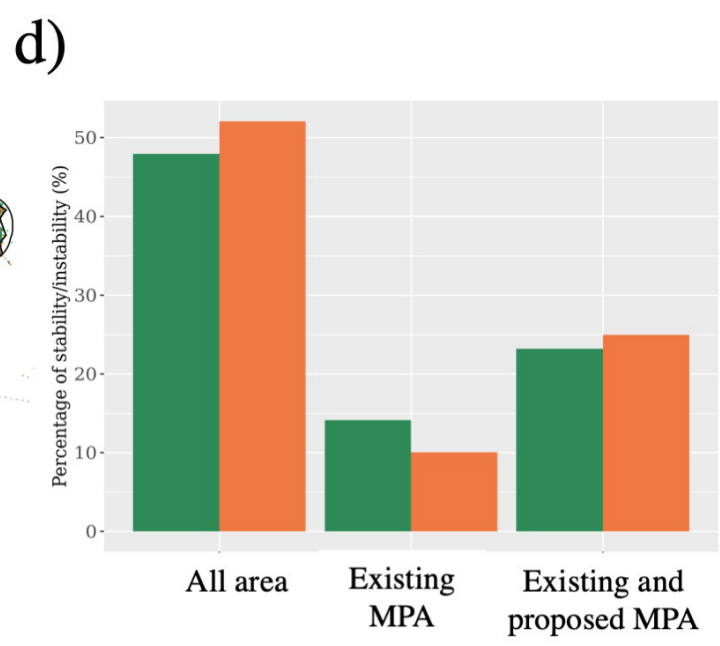 d)
Percentage of stability/instability (%)
50
40
30
20
10
0
All area
Existing
MPA
Existing and
proposed MPA